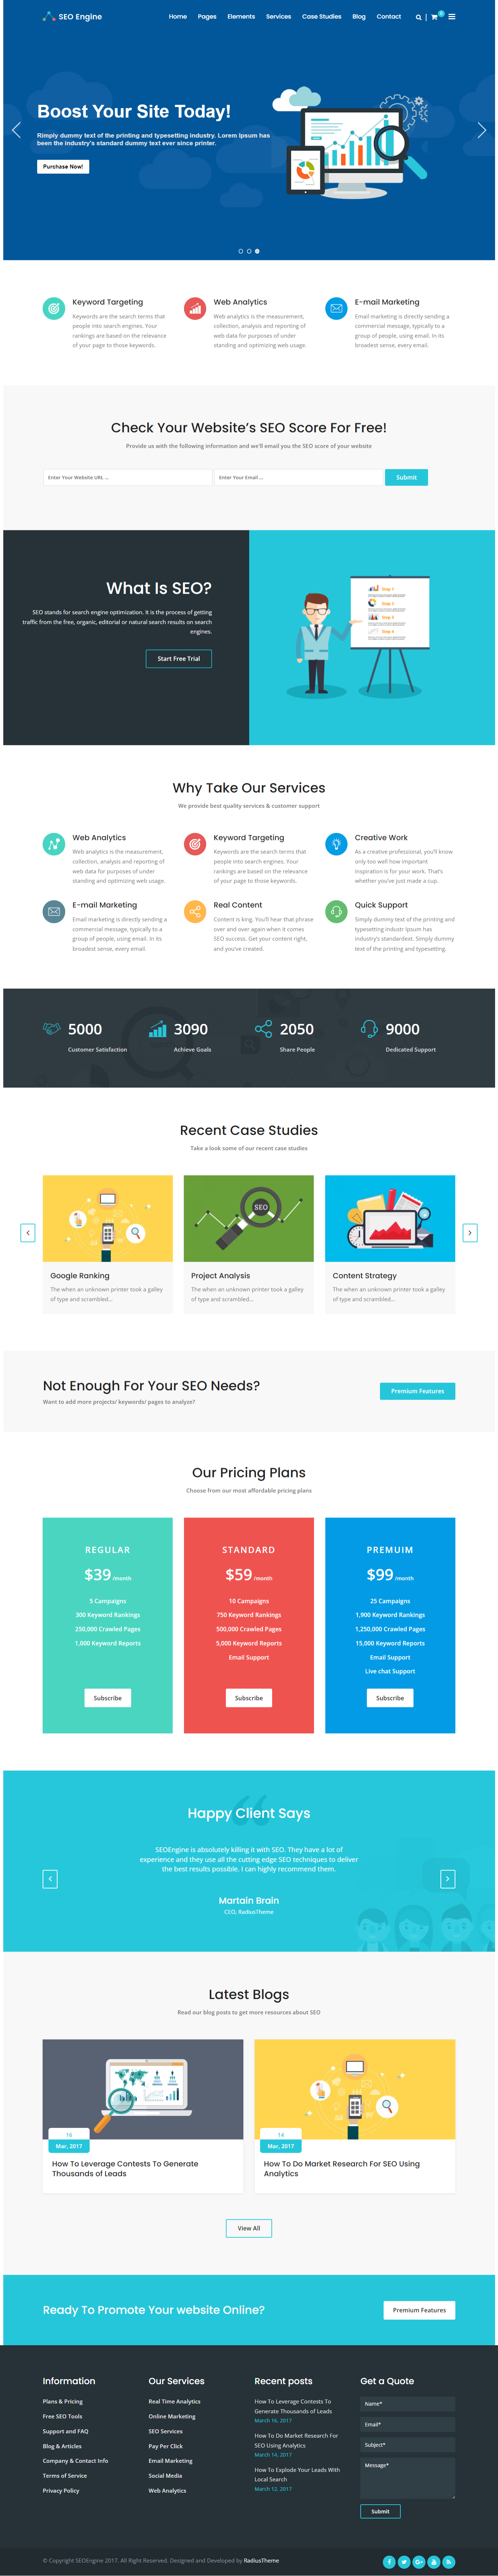 SEO Engine
Home Pages Elements Services Case Studies Blog Contact
Boost Your Site Today!
Rimply dummy text of the printing and typesetting industry. Lorem Ipsum has
been the industry's standard dummy text ever since printer.
Purchase Now!
Keyword Targeting
Keywords are the search terms that
people into search engines. Your
rankings are based on the relevance
of your page to those keywords.
Web Analytics
Web analytics is the measurement,
collection, analysis and reporting of
web data for purposes of under
standing and optimizing web usage.
E-mail Marketing
Email marketing is directly sending a
commercial message, typically to a
group of people, using email. In its
broadest sense, every email.
Check Your Website's SEO Score For Free!
Provide us with the following information and we'll email you the SEO score of your website
Enter Your Website URL ...
Enter Your Email ...
Submit
What Is SEO?
SEO stands for search engine optimization. It is the process of getting
traffic from the free, organic, editorial or natural search results on search
engines.
Start Free Trial
Step 1
Step 2
Step 3
Step 4
Why Take Our Services
We provide best quality services & customer support
Web Analytics
Web analytics is the measurement,
collection, analysis and reporting of
web data for purposes of under
standing and optimizing web usage.
Keyword Targeting
Keywords are the search terms that
people into search engines. Your
rankings are based on the relevance
of your page to those keywords.
Creative Work
As a creative professional, you'll know
only too well how important
inspiration is for your work. That's
whether you've just made a cup.
E-mail Marketing
Email marketing is directly sending a
commercial message, typically to a
group of people, using email. In its
broadest sense, every email.
Real Content
Content is king. You'll hear that phrase
over and over again when it comes
SEO success. Get your content right,
and you've created.
Quick Support
Simply dummy text of the printing and
typesetting industr Ipsum has
industry's standardest. Simply dummy
text of the printing and typesetting.
5000
Customer Satisfaction
3090
Achieve Goals
2050
Share People
9000
Dedicated Support
Recent Case Studies
Take a look some of our recent case studies
SEO
Google Ranking
The when an unknown printer took a galley
of type and scrambled...
Project Analysis
The when an unknown printer took a galley
of type and scrambled...
Content Strategy
The when an unknown printer took a galley
of type and scrambled...
Not Enough For Your SEO Needs?
Want to add more projects/ keywords/ pages to analyze?
Premium Features
Our Pricing Plans
Choose from our most affordable pricing plans
REGULAR
$39 /month
5 Campaigns
300 Keyword Rankings
250,000 Crawled Pages
1,000 Keyword Reports
Subscribe
STANDARD
$59 /month
10 Campaigns
750 Keyword Rankings
500,000 Crawled Pages
5,000 Keyword Reports
Email Support
Subscribe
PREMUIM
$99 /month
25 Campaigns
1,900 Keyword Rankings
1,250,000 Crawled Pages
15,000 Keyword Reports
Email Support
Live chat Support
Subscribe
Happy Client Says
SEOEngine is absolutely killing it with SEO. They have a lot of
experience and they use all the cutting edge SEO techniques to deliver
the best results possible. I can highly recommend them.
Martain Brain
CEO, RadiusTheme
Latest Blogs
Read our blog posts to get more resources about SEO
16
Mar, 2017
How To Leverage Contests To Generate
Thousands of Leads
14
Mar, 2017
How To Do Market Research For SEO Using
Analytics
View All
Ready To Promote Your website Online?
Premium Features
Information
Plans & Pricing
Free SEO Tools
Support and FAQ
Blog & Articles
Company & Contact Info
Terms of Service
Privacy Policy
Our Services
Real Time Analytics
Online Marketing
SEO Services
Pay Per Click
Email Marketing
Social Media
Web Analytics
Recent posts
How To Leverage Contests To
Generate Thousands of Leads
March 16, 2017
How To Do Market Research For
SEO Using Analytics
March 14, 2017
How To Explode Your Leads With
Local Search
March 12, 2017
Get a Quote
Name*
Email*
Subject*
Message*
Submit
© Copyright SEOEngine 2017. All Right Reserved. Designed and Developed by RadiusTheme